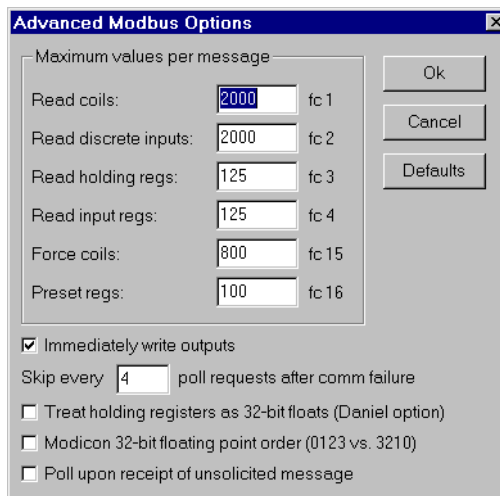 Advanced Modbus Options
Maximum values per message
Read coils: 2000 fc 1
Read discrete inputs: 2000 fc 2
Read holding regs: 125 fc 3
Read input regs: 125 fc 4
Force coils: 800 fc 15
Preset regs: 100 fc 16
Ok
Cancel
Defaults
Immediately write outputs
Skip every 4 poll requests after comm failure
Treat holding registers as 32-bit floats (Daniel option)
Modicon 32-bit floating point order (0123 vs. 3210)
Poll upon receipt of unsolicited message